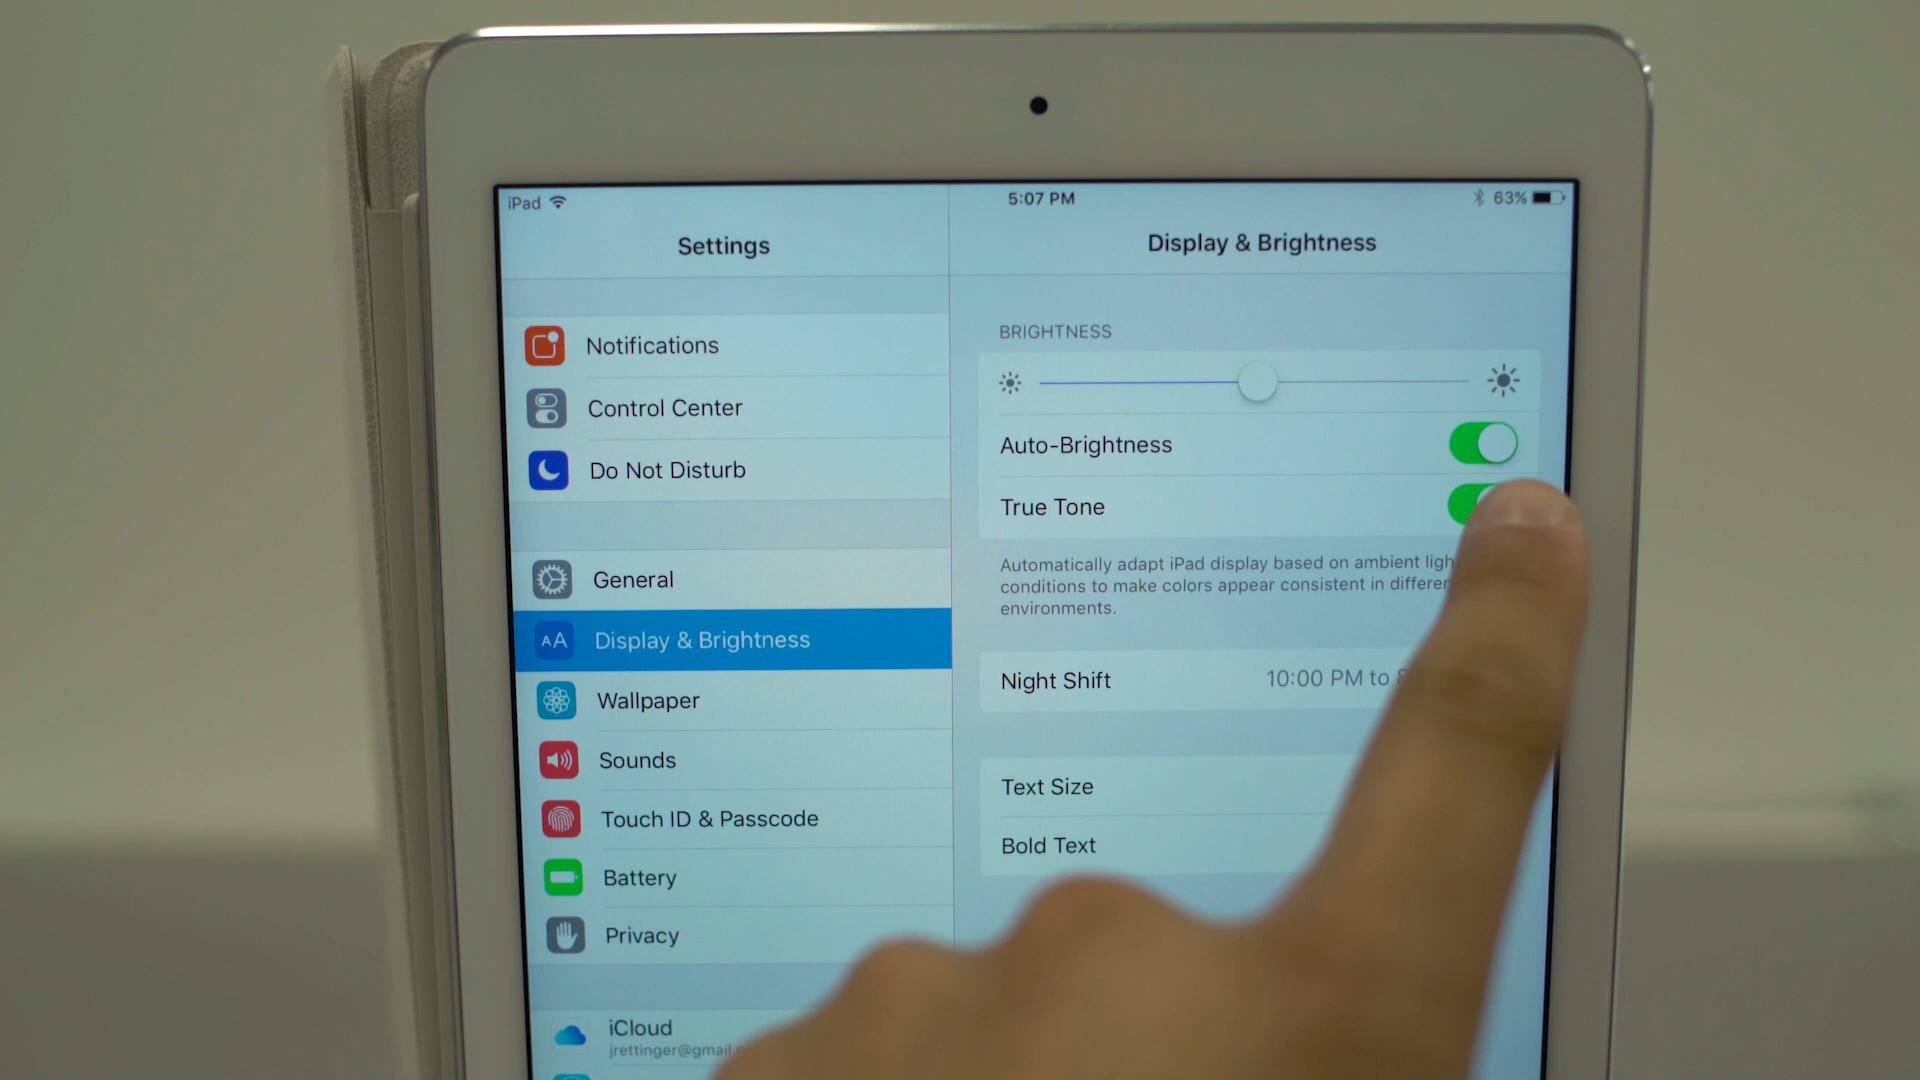 iPad
5:07 PM
63%
Settings
Display & Brightness
Notifications
Control Center
Do Not Disturb
General
AA
Display & Brightness
Wallpaper
Sounds
Touch ID & Passcode
Battery
Privacy
iCloud
jrettinger@gmail.c
BRIGHTNESS
Auto-Brightness
True Tone
Automatically adapt iPad display based on ambient ligh
conditions to make colors appear consistent in differen
environments.
Night Shift
10:00 PM to
Text Size
Bold Text